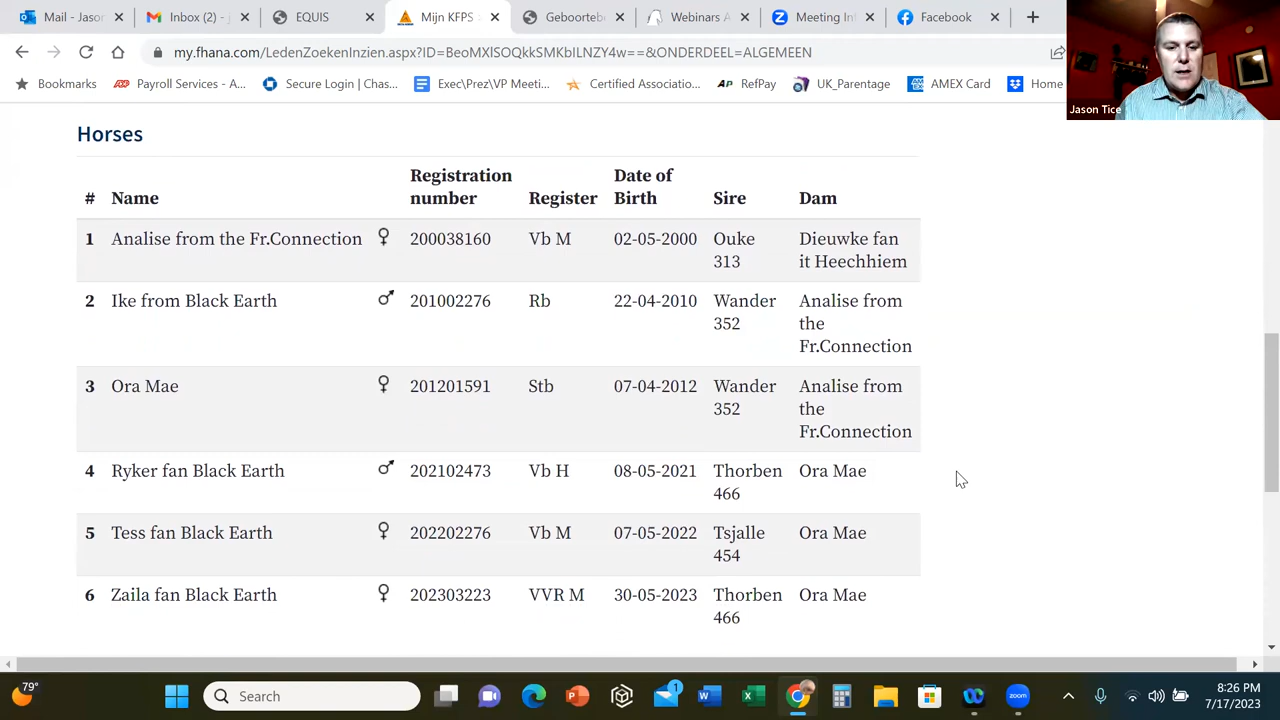 Mail - Jason
Inbox (2) - j
EQUIS
Mijn KFPS
Geboortebe
Webinars A
Meeting Inf
Facebook
my.fhana.com/LedenZoekenInzien.aspx?ID=BeoMXlSOQkkSMKbILNZY4w==&ONDERDEEL=ALGEMEEN
Bookmarks
Payroll Services - A...
Secure Login | Chas...
Exec/Prez/VP Meeti...
Certified Associatio...
RefPay
UK_Parentage
AMEX Card
Home
Jason Tice
Horses
# Name Registration number Register Date of Birth Sire Dam
1 Analise from the Fr.Connection ♀ 200038160 Vb M 02-05-2000 Ouke 313 Dieuwke fan it Heechhiem
2 Ike from Black Earth ♂ 201002276 Rb 22-04-2010 Wander 352 Analise from the Fr.Connection
3 Ora Mae ♀ 201201591 Stb 07-04-2012 Wander 352 Analise from the Fr.Connection
4 Ryker fan Black Earth ♂ 202102473 Vb H 08-05-2021 Thorben 466 Ora Mae
5 Tess fan Black Earth ♀ 202202276 Vb M 07-05-2022 Tsjalle 454 Ora Mae
6 Zaila fan Black Earth ♀ 202303223 VVR M 30-05-2023 Thorben 466 Ora Mae
79°
Search
1
8:26 PM
7/17/2023